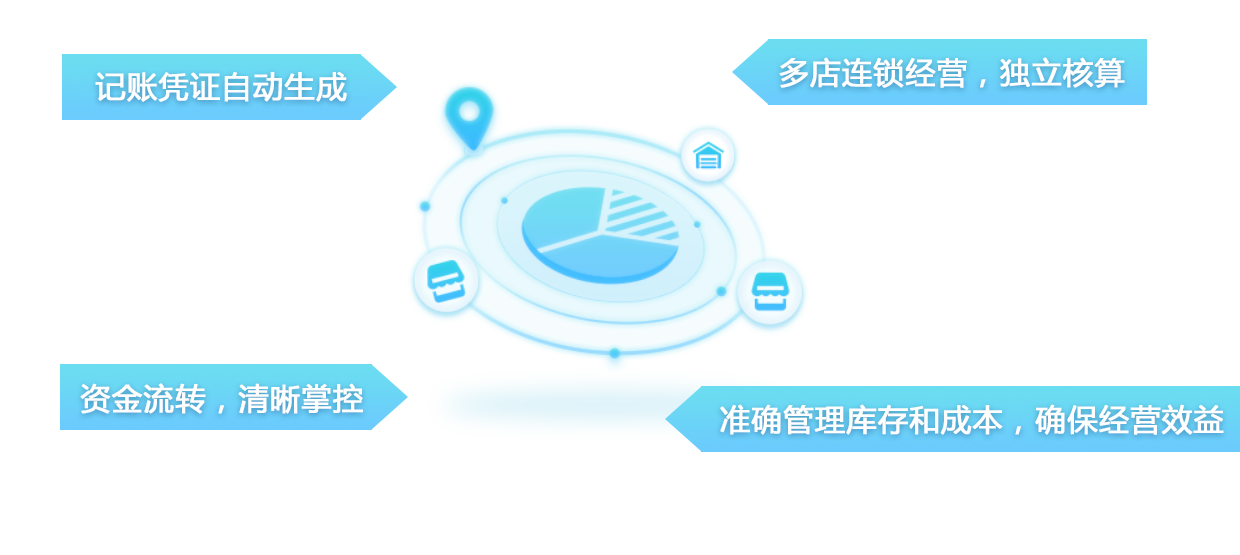 记账凭证自动生成
多店连锁经营，独立核算
资金流转，清晰掌控
准确管理库存和成本，确保经营效益